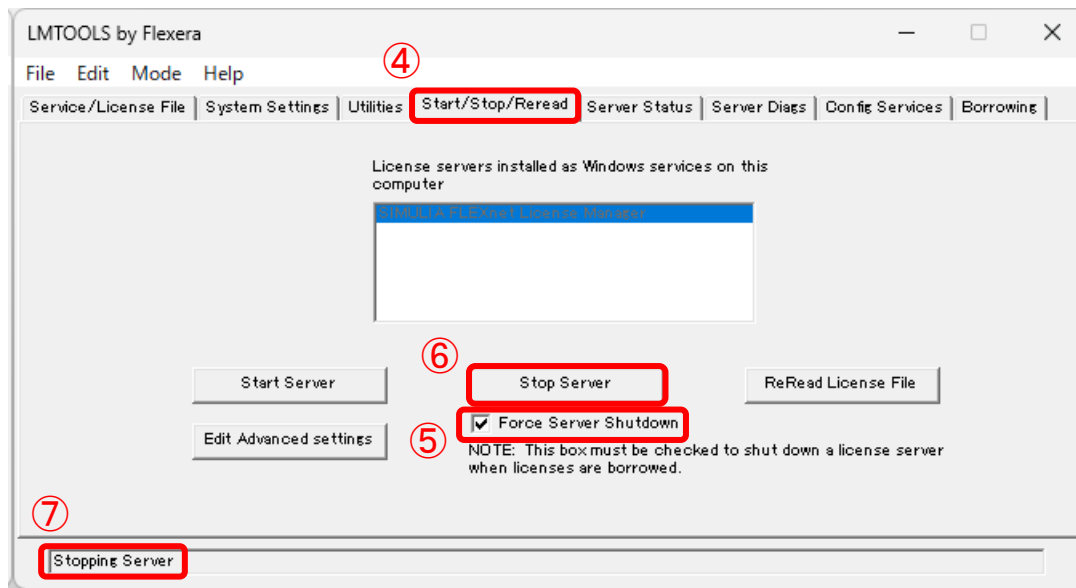 LMTOOLS by Flexera
File Edit Mode Help
④
Service/License File System Settings Utilities Start/Stop/Reread Server Status Server Diags Config Services Borrowing
License servers installed as Windows services on this
computer
SIMULIA FLEXnet License Manager
⑥
Start Server Stop Server ReRead License File
⑤
Force Server Shutdown
Edit Advanced settings
NOTE: This box must be checked to shut down a license server
when licenses are borrowed.
⑦
Stopping Server